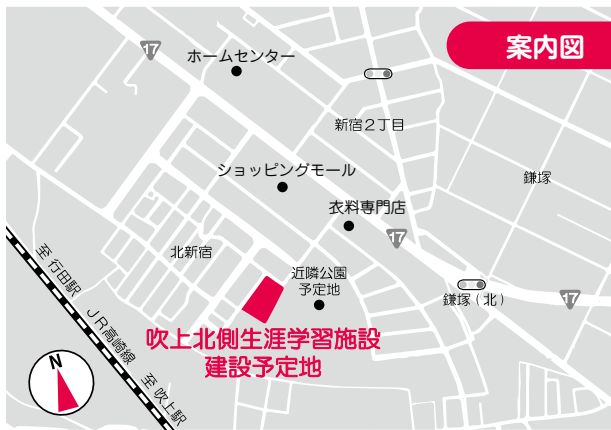 案内図
17
ホームセンター
新宿２丁目
ショッピングモール
鎌塚
衣料専門店
17
北新宿
近隣公園
予定地
鎌塚（北）
17
至 行田駅
ＪＲ高崎線
至 吹上駅
吹上北側生涯学習施設
建設予定地
N